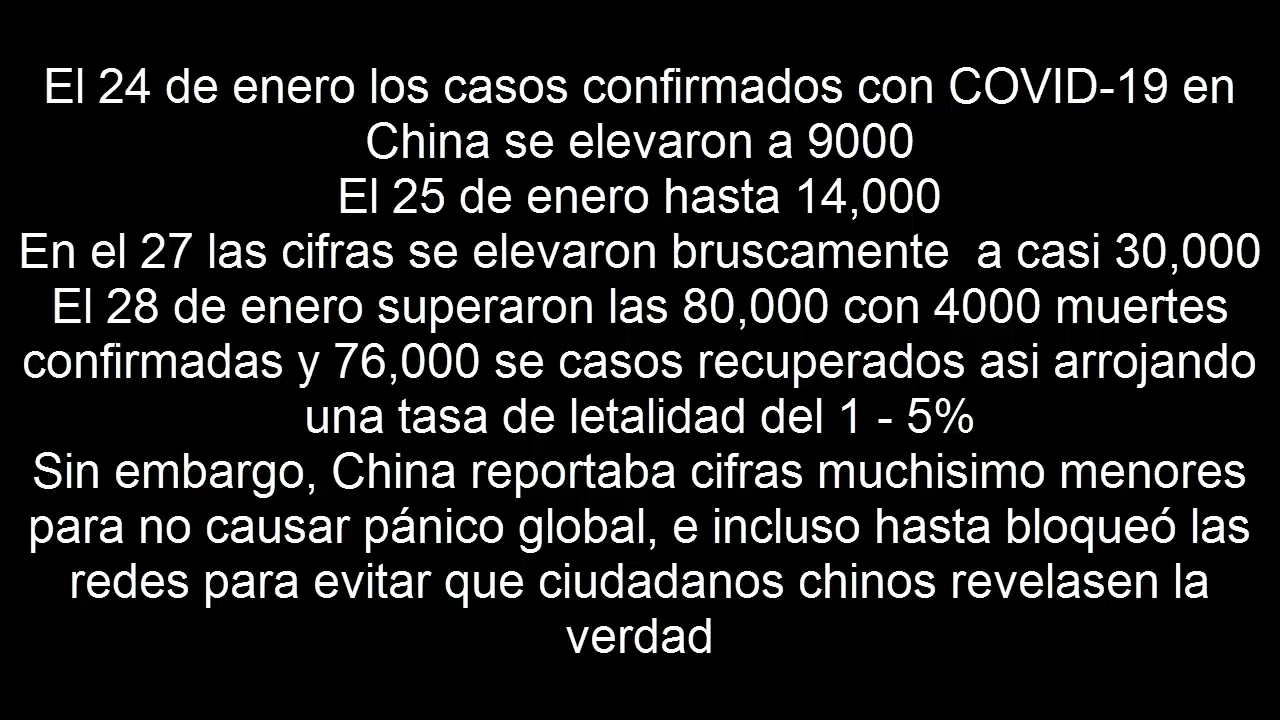 El 24 de enero los casos confirmados con COVID-19 en
China se elevaron a 9000
El 25 de enero hasta 14,000
En el 27 las cifras se elevaron bruscamente  a casi 30,000
El 28 de enero superaron las 80,000 con 4000 muertes
confirmadas y 76,000 se casos recuperados asi arrojando
una tasa de letalidad del 1 - 5%
Sin embargo, China reportaba cifras muchisimo menores
para no causar pánico global, e incluso hasta bloqueó las
redes para evitar que ciudadanos chinos revelasen la
verdad